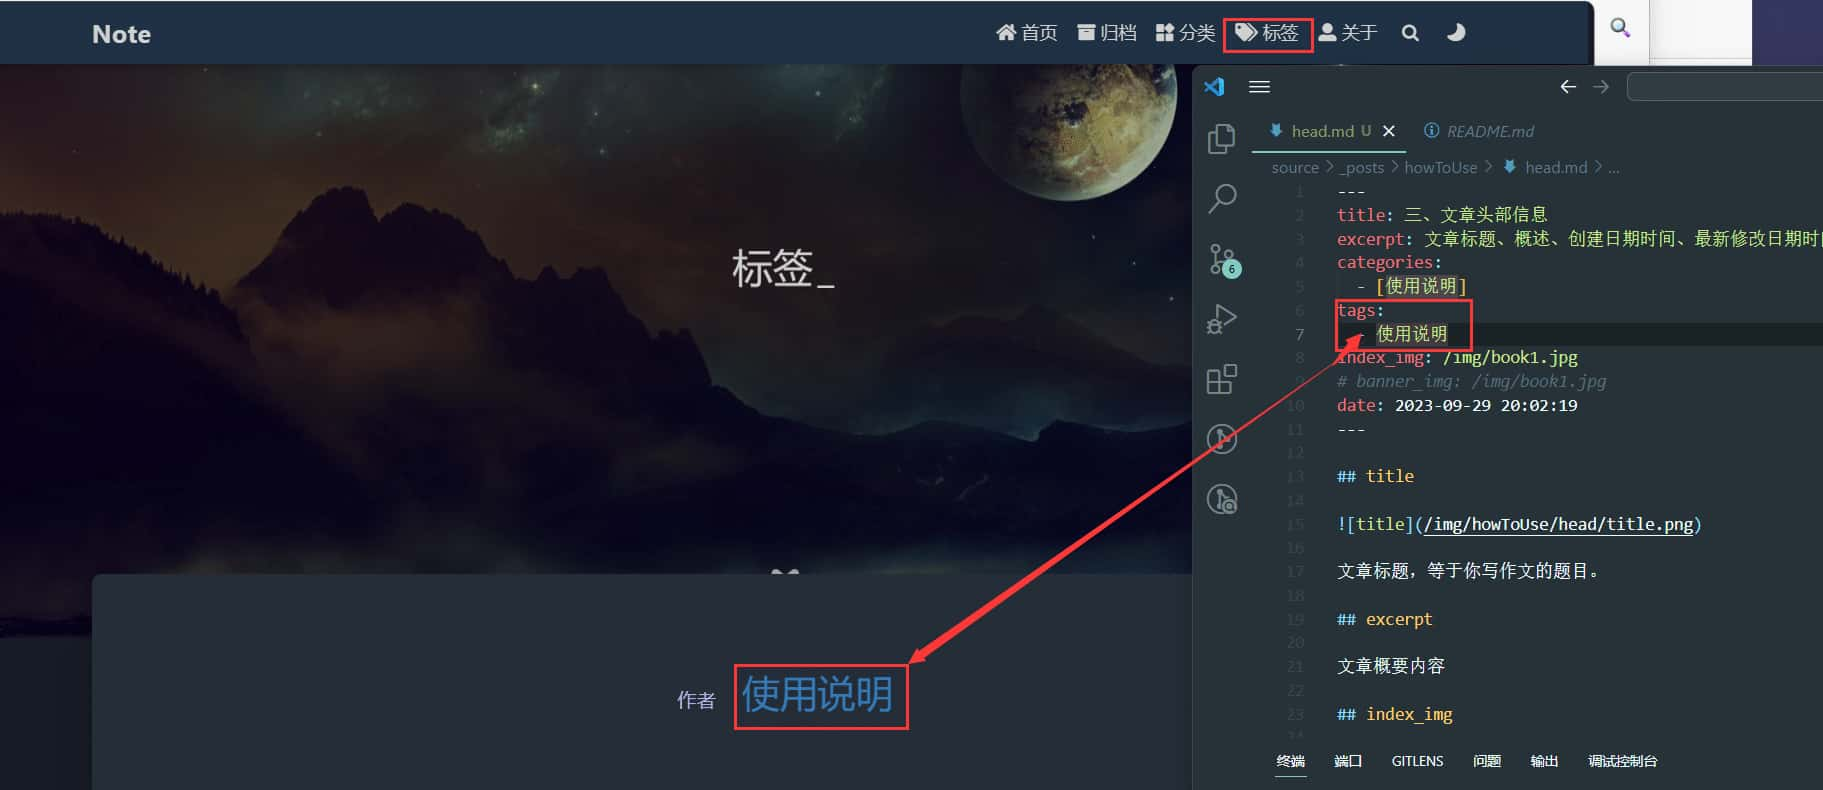 Note
首页 归档 分类 标签 关于
标签_
作者 使用说明
head.md U
README.md
source > _posts > howToUse > head.md > ...
1 ---
2 title: 三、文章头部信息
3 excerpt: 文章标题、概述、创建日期时间、最新修改日期时
4 categories:
5 - [使用说明]
6 tags:
7 - 使用说明
8 index_img: /img/book1.jpg
9 # banner_img: /img/book1.jpg
10 date: 2023-09-29 20:02:19
11 ---
12
13 ## title
14
15 ![title](/img/howToUse/head/title.png)
16
17 文章标题，等于你写作文的题目。
18
19 ## excerpt
20
21 文章概要内容
22
23 ## index_img
6
终端 端口 GITLENS 问题 输出 调试控制台